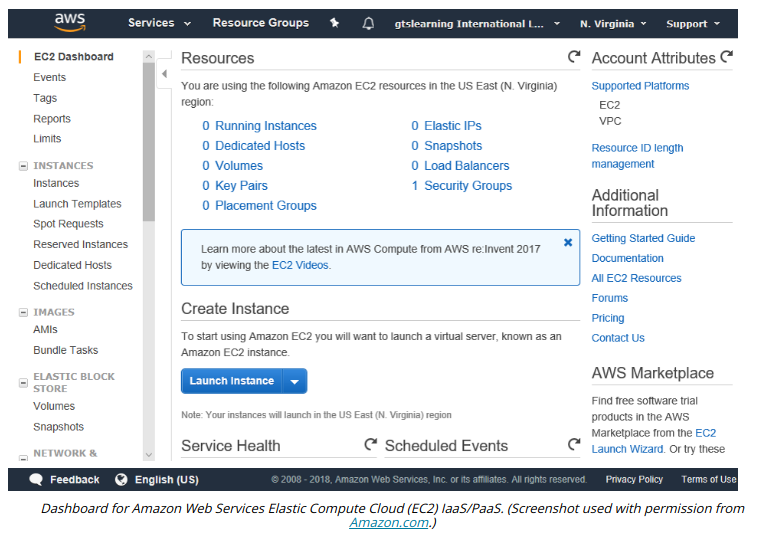 aws Services Resource Groups gtslearning International L... N. Virginia Support
EC2 Dashboard
Events
Tags
Reports
Limits
INSTANCES
Instances
Launch Templates
Spot Requests
Reserved Instances
Dedicated Hosts
Scheduled Instances
IMAGES
AMIs
Bundle Tasks
ELASTIC BLOCK
STORE
Volumes
Snapshots
NETWORK &
Resources
You are using the following Amazon EC2 resources in the US East (N. Virginia)
region:
0 Running Instances
0 Dedicated Hosts
0 Volumes
0 Key Pairs
0 Placement Groups
0 Elastic IPs
0 Snapshots
0 Load Balancers
1 Security Groups
Learn more about the latest in AWS Compute from AWS re:Invent 2017
by viewing the EC2 Videos.
Create Instance
To start using Amazon EC2 you will want to launch a virtual server, known as an
Amazon EC2 instance.
Launch Instance
Note: Your instances will launch in the US East (N. Virginia) region
Service Health
Scheduled Events
Account Attributes
Supported Platforms
EC2
VPC
Resource ID length
management
Additional
Information
Getting Started Guide
Documentation
All EC2 Resources
Forums
Pricing
Contact Us
AWS Marketplace
Find free software trial
products in the AWS
Marketplace from the EC2
Launch Wizard. Or try these
Feedback English (US) © 2008 - 2018, Amazon Web Services, Inc. or its affiliates. All rights reserved. Privacy Policy Terms of Use
Dashboard for Amazon Web Services Elastic Compute Cloud (EC2) IaaS/PaaS. (Screenshot used with permission from
Amazon.com.)